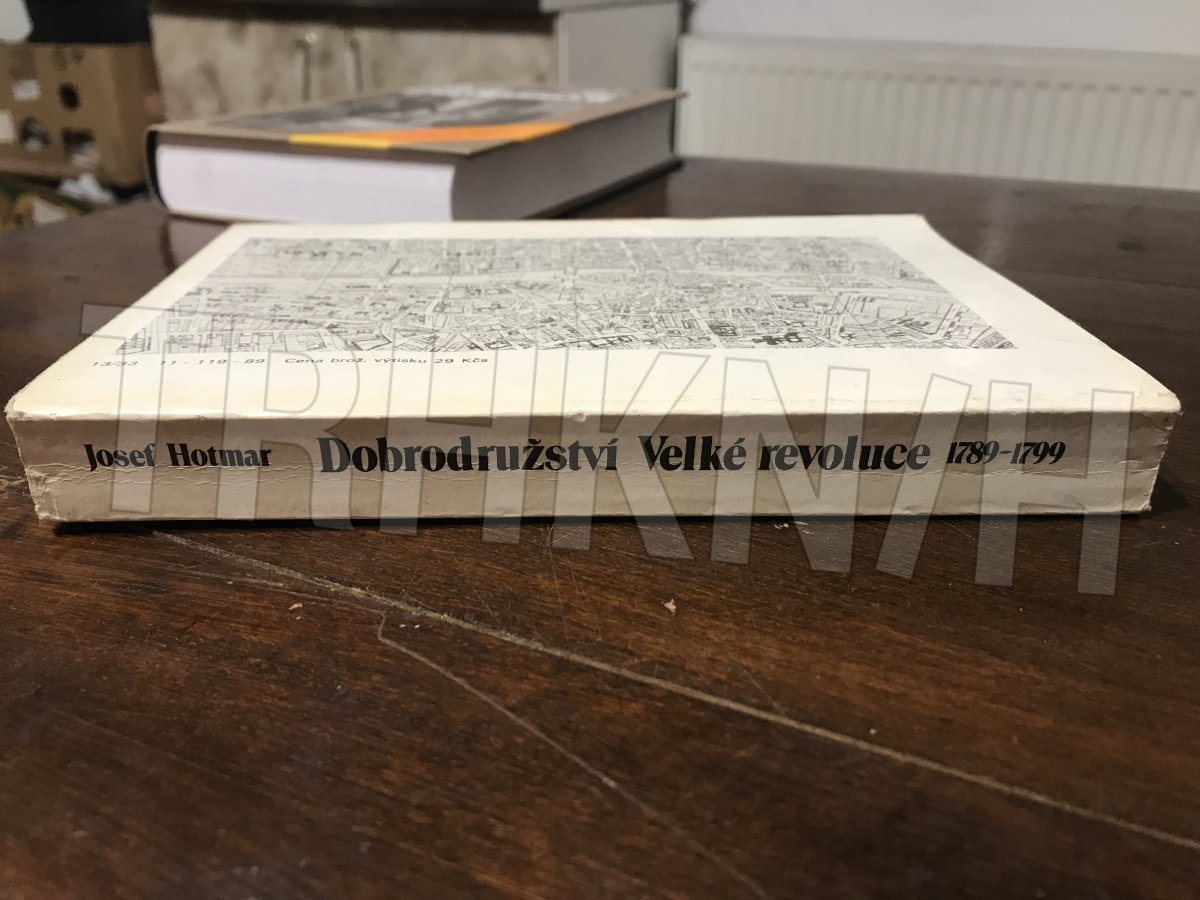 13/33 11-119-89 Cena brož. výtisku 29 Kčs
Josef Hotmar Dobrodružství Velké revoluce 1789-1799
TRHKNIH